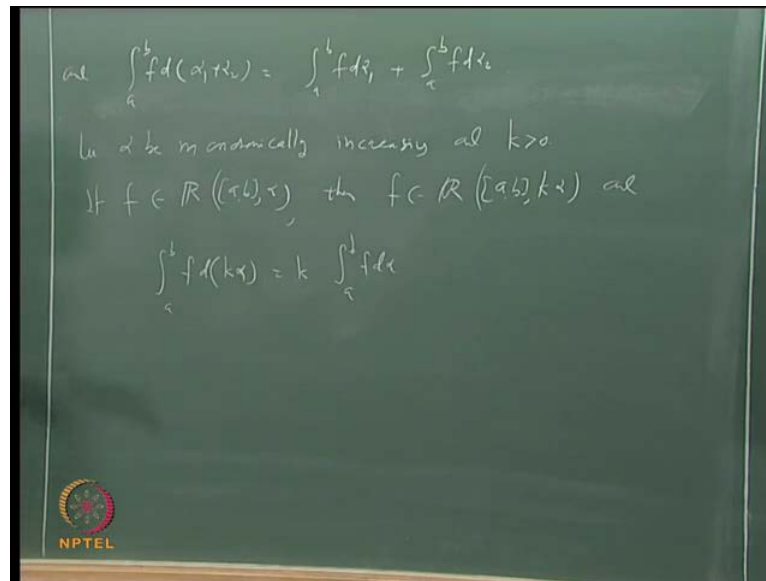 and ∫_a^b f d(α₁+α₂) = ∫_a^b f dα₁ + ∫_a^b f dα₂
Let α be monotonically increasing and k>0
If f ∈ R([a,b],α), then f ∈ R([a,b],kα) and
∫_a^b f d(kα) = k ∫_a^b f dα
NPTEL